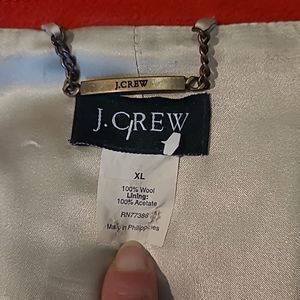 J.CREW
J.CREW
XL
100% Wool
Lining:
100% Acetate
RN77388
Made in Philippines